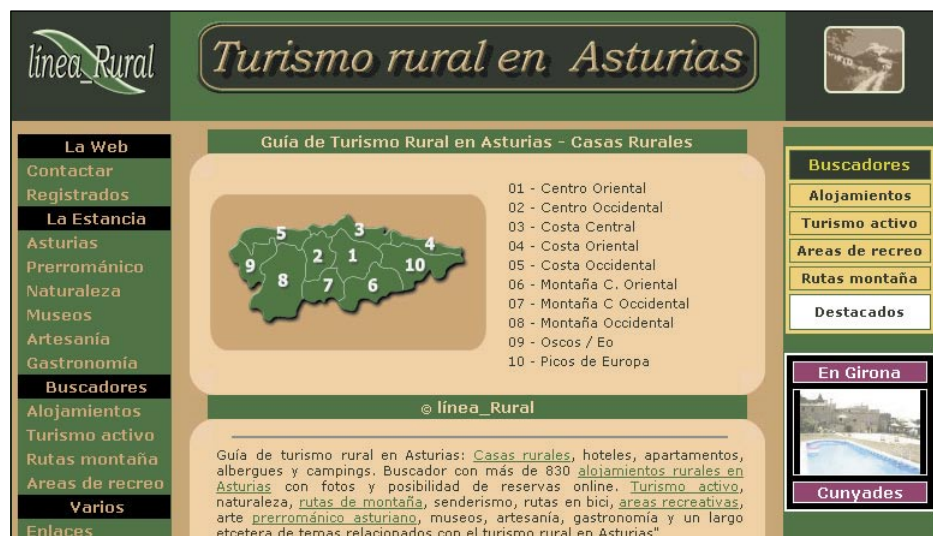 línea_Rural
Turismo rural en Asturias
La Web
Contactar
Registrados
La Estancia
Asturias
Prerrománico
Naturaleza
Museos
Artesanía
Gastronomía
Buscadores
Alojamientos
Turismo activo
Rutas montaña
Areas de recreo
Varios
Enlaces
Guía de Turismo Rural en Asturias - Casas Rurales
5
3
4
9
2
1
10
8
7
6
01 - Centro Oriental
02 - Centro Occidental
03 - Costa Central
04 - Costa Oriental
05 - Costa Occidental
06 - Montaña C. Oriental
07 - Montaña C Occidental
08 - Montaña Occidental
09 - Oscos / Eo
10 - Picos de Europa
© línea_Rural
Guía de turismo rural en Asturias: Casas rurales, hoteles, apartamentos,
albergues y campings. Buscador con más de 830 alojamientos rurales en
Asturias con fotos y posibilidad de reservas online. Turismo activo,
naturaleza, rutas de montaña, senderismo, rutas en bici, areas recreativas,
arte prerrománico asturiano, museos, artesanía, gastronomía y un largo
etcetera de temas relacionados con el turismo rural en Asturias"
Buscadores
Alojamientos
Turismo activo
Areas de recreo
Rutas montaña
Destacados
En Girona
Cunyades